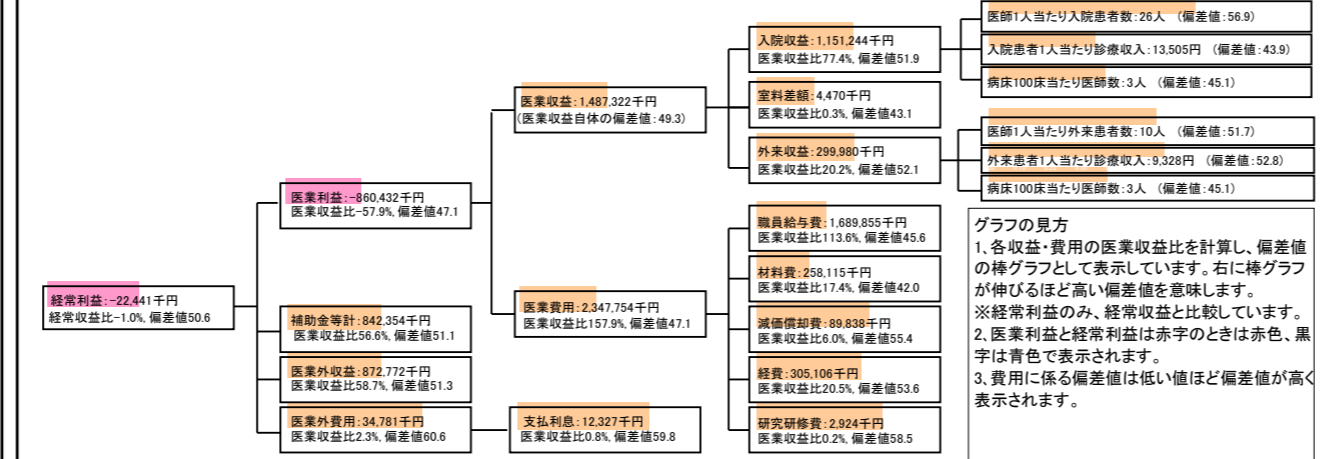 経常利益:-22,441千円
経常収支比-1.0%, 偏差値50.6
医業利益:-860,432千円
医業収益比-57.9%, 偏差値47.1
補助金等計:842,354千円
医業収益比56.6%, 偏差値51.1
医業外収益:872,772千円
医業収益比58.7%, 偏差値51.3
医業外費用:34,781千円
医業収益比2.3%, 偏差値60.6
医業収益:1,487,322千円
(医業収益自体の偏差値:49.3)
医業費用:2,347,754千円
医業収益比157.9%, 偏差値47.1
支払利息:12,327千円
医業収益比0.8%, 偏差値59.8
入院収益:1,151,244千円
医業収益比77.4%, 偏差値51.9
室料差額:4,470千円
医業収益比0.3%, 偏差値43.1
外来収益:299,980千円
医業収益比20.2%, 偏差値52.1
職員給与費:1,689,855千円
医業収益比113.6%, 偏差値45.6
材料費:258,115千円
医業収益比17.4%, 偏差値42.0
減価償却費:89,838千円
医業収益比6.0%, 偏差値55.4
経費:305,106千円
医業収益比20.5%, 偏差値53.6
研究研修費:2,924千円
医業収益比0.2%, 偏差値58.5
医師1人当たり入院患者数:26人 (偏差値:56.9)
入院患者1人当たり診療収入:13,505円 (偏差値:43.9)
病床100床当たり医師数:3人 (偏差値:45.1)
医師1人当たり外来患者数:10人 (偏差値:51.7)
外来患者1人当たり診療収入:9,328円 (偏差値:52.8)
病床100床当たり医師数:3人 (偏差値:45.1)
グラフの見方
1、各収益・費用の医業収益比を計算し、偏差値
の棒グラフとして表示しています。右に棒グラフ
が伸びるほど高い偏差値を意味します。
※経常利益のみ、経常収益と比較しています。
2、医業利益と経常利益は赤字のときは赤色、黒
字は青色で表示されます。
3、費用に係る偏差値は低い値ほど偏差値が高く
表示されます。